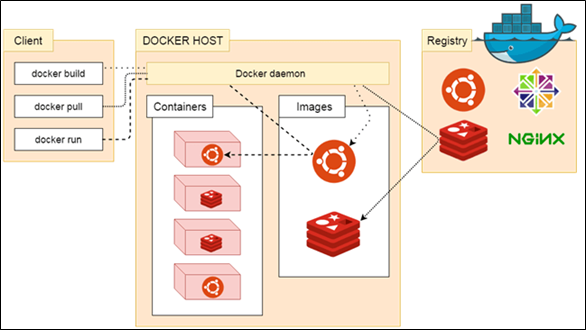 Client
docker build
docker pull
docker run
DOCKER HOST
Docker daemon
Containers
Images
Registry
NGINX